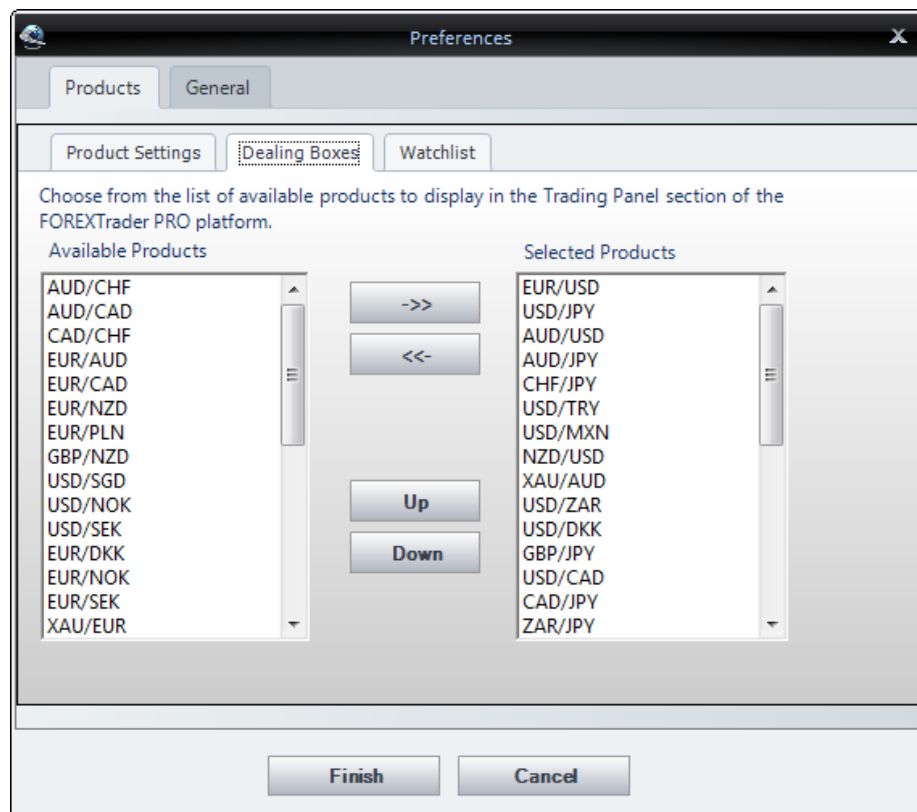 Preferences
X
Products
General
Product Settings
Dealing Boxes
Watchlist
Choose from the list of available products to display in the Trading Panel section of the
FOREXTrader PRO platform.
Available Products
AUD/CHF
AUD/CAD
CAD/CHF
EUR/AUD
EUR/CAD
EUR/NZD
EUR/PLN
GBP/NZD
USD/SGD
USD/NOK
USD/SEK
EUR/DKK
EUR/NOK
EUR/SEK
XAU/EUR
->>
<<-
Up
Down
Selected Products
EUR/USD
USD/JPY
AUD/USD
AUD/JPY
CHF/JPY
USD/TRY
USD/MXN
NZD/USD
XAU/AUD
USD/ZAR
USD/DKK
GBP/JPY
USD/CAD
CAD/JPY
ZAR/JPY
Finish
Cancel